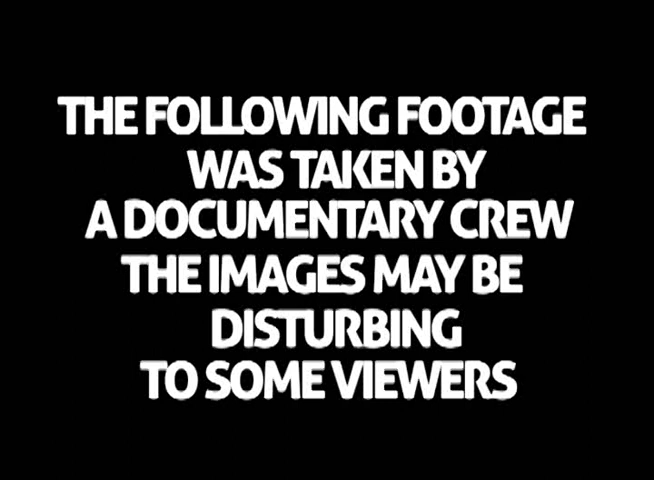 THE FOLLOWING FOOTAGE
WAS TAKEN BY
A DOCUMENTARY CREW
THE IMAGES MAY BE
DISTURBING
TO SOME VIEWERS